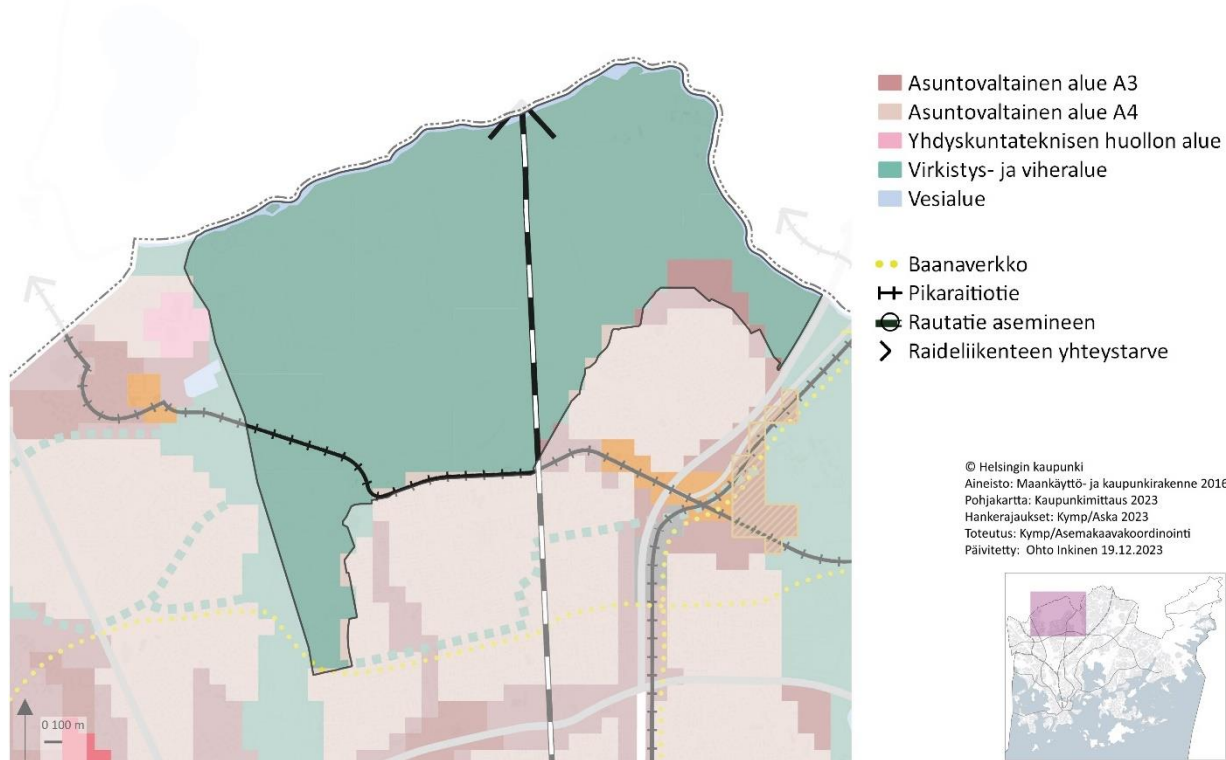 Asuntovaltainen alue A3
Asuntovaltainen alue A4
Yhdyskuntateknisen huollon alue
Virkistys- ja viheralue
Vesialue
Baanaverkko
Pikaraitiotie
Rautatie asemineen
Raideliikenteen yhteystarve
© Helsingin kaupunki
Aineisto: Maankäyttö- ja kaupunkirakenne 2016
Pohjakartta: Kaupunkimittaus 2023
Hankerajaukset: Kymp/Aska 2023
Toteutus: Kymp/Asemakaavakoordinointi
Päivitetty: Ohto Inkinen 19.12.2023
0 100 m